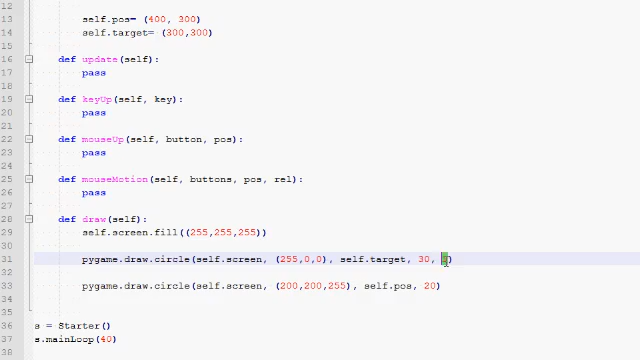 12
13 self.pos= (400, 300)
14 self.target= (300,300)
15
16 def update(self):
17 pass
18
19 def keyUp(self, key):
20 pass
21
22 def mouseUp(self, button, pos):
23 pass
24
25 def mouseMotion(self, buttons, pos, rel):
26 pass
27
28 def draw(self):
29 self.screen.fill((255,255,255))
30
31 pygame.draw.circle(self.screen, (255,0,0), self.target, 30, )
32
33 pygame.draw.circle(self.screen, (200,200,255), self.pos, 20)
34
35
36 s = Starter()
37 s.mainLoop(40)
38